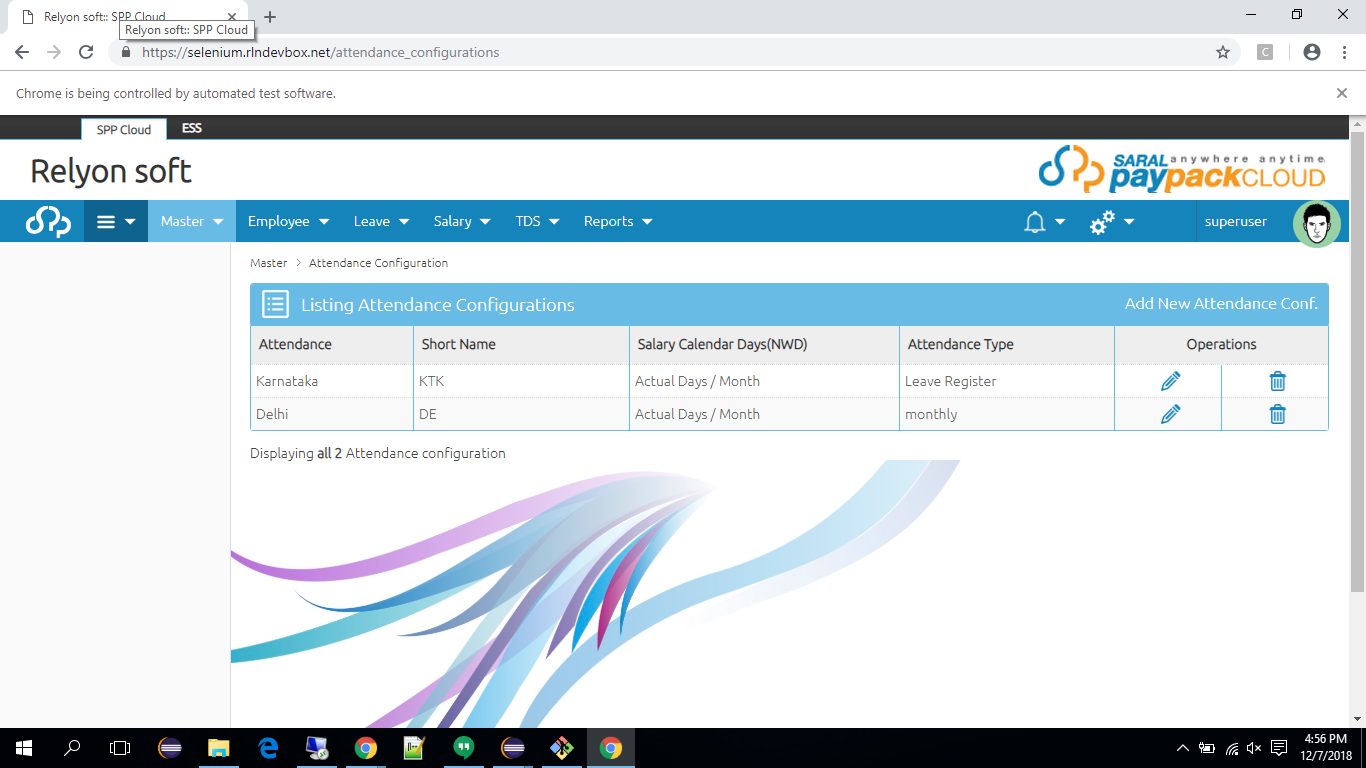 Relyon soft:: SPP Cloud
Relyon soft:: SPP Cloud
https://selenium.rlndevbox.net/attendance_configurations
C
Chrome is being controlled by automated test software.
SPP Cloud ESS
Relyon soft
SARAL anywhere anytime
paypackCLOUD
Master Employee Leave Salary TDS Reports superuser
Master > Attendance Configuration
Listing Attendance Configurations Add New Attendance Conf.
Attendance Short Name Salary Calendar Days(NWD) Attendance Type Operations
Karnataka KTK Actual Days / Month Leave Register
Delhi DE Actual Days / Month monthly
Displaying all 2 Attendance configuration
4:56 PM
12/7/2018